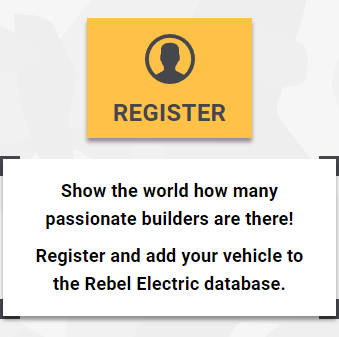 REGISTER
Show the world how many
passionate builders are there!
Register and add your vehicle to
the Rebel Electric database.